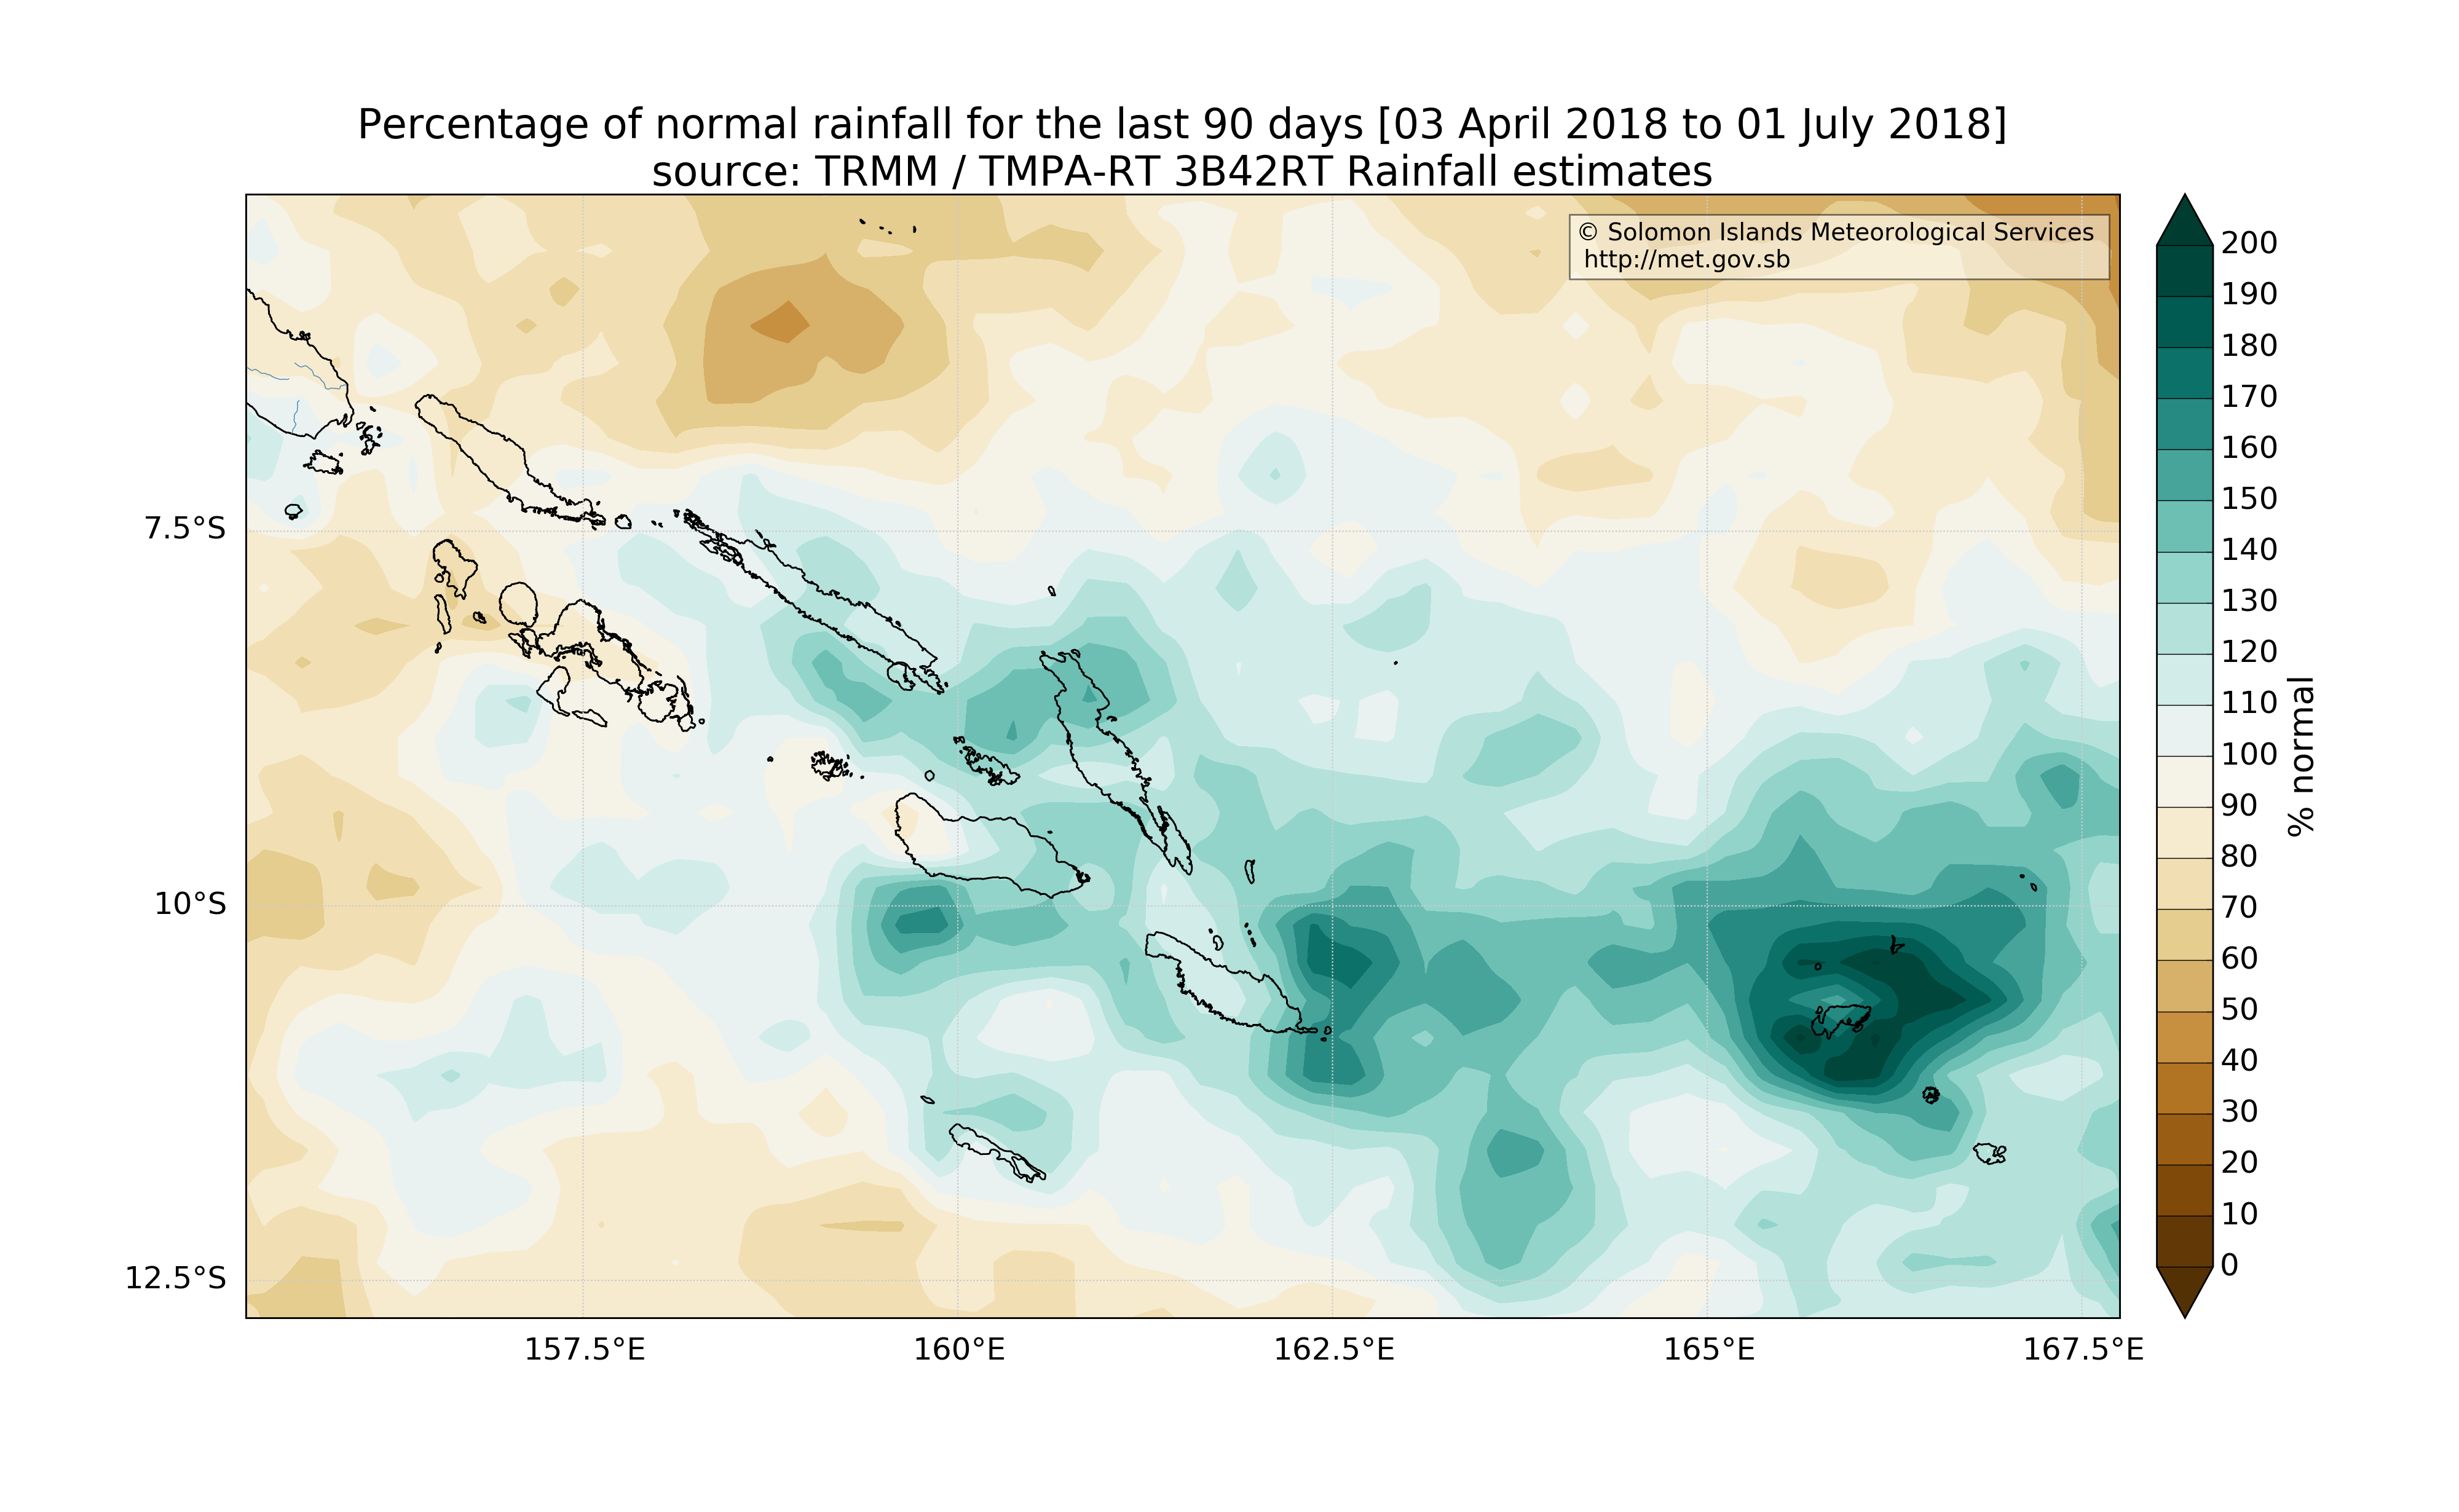 Percentage of normal rainfall for the last 90 days [03 April 2018 to 01 July 2018]
source: TRMM / TMPA-RT 3B42RT Rainfall estimates
© Solomon Islands Meteorological Services
http://met.gov.sb
7.5°S
10°S
12.5°S
157.5°E
160°E
162.5°E
165°E
167.5°E
200
190
180
170
160
150
140
130
120
110
100
90
80
70
60
50
40
30
20
10
0
% normal